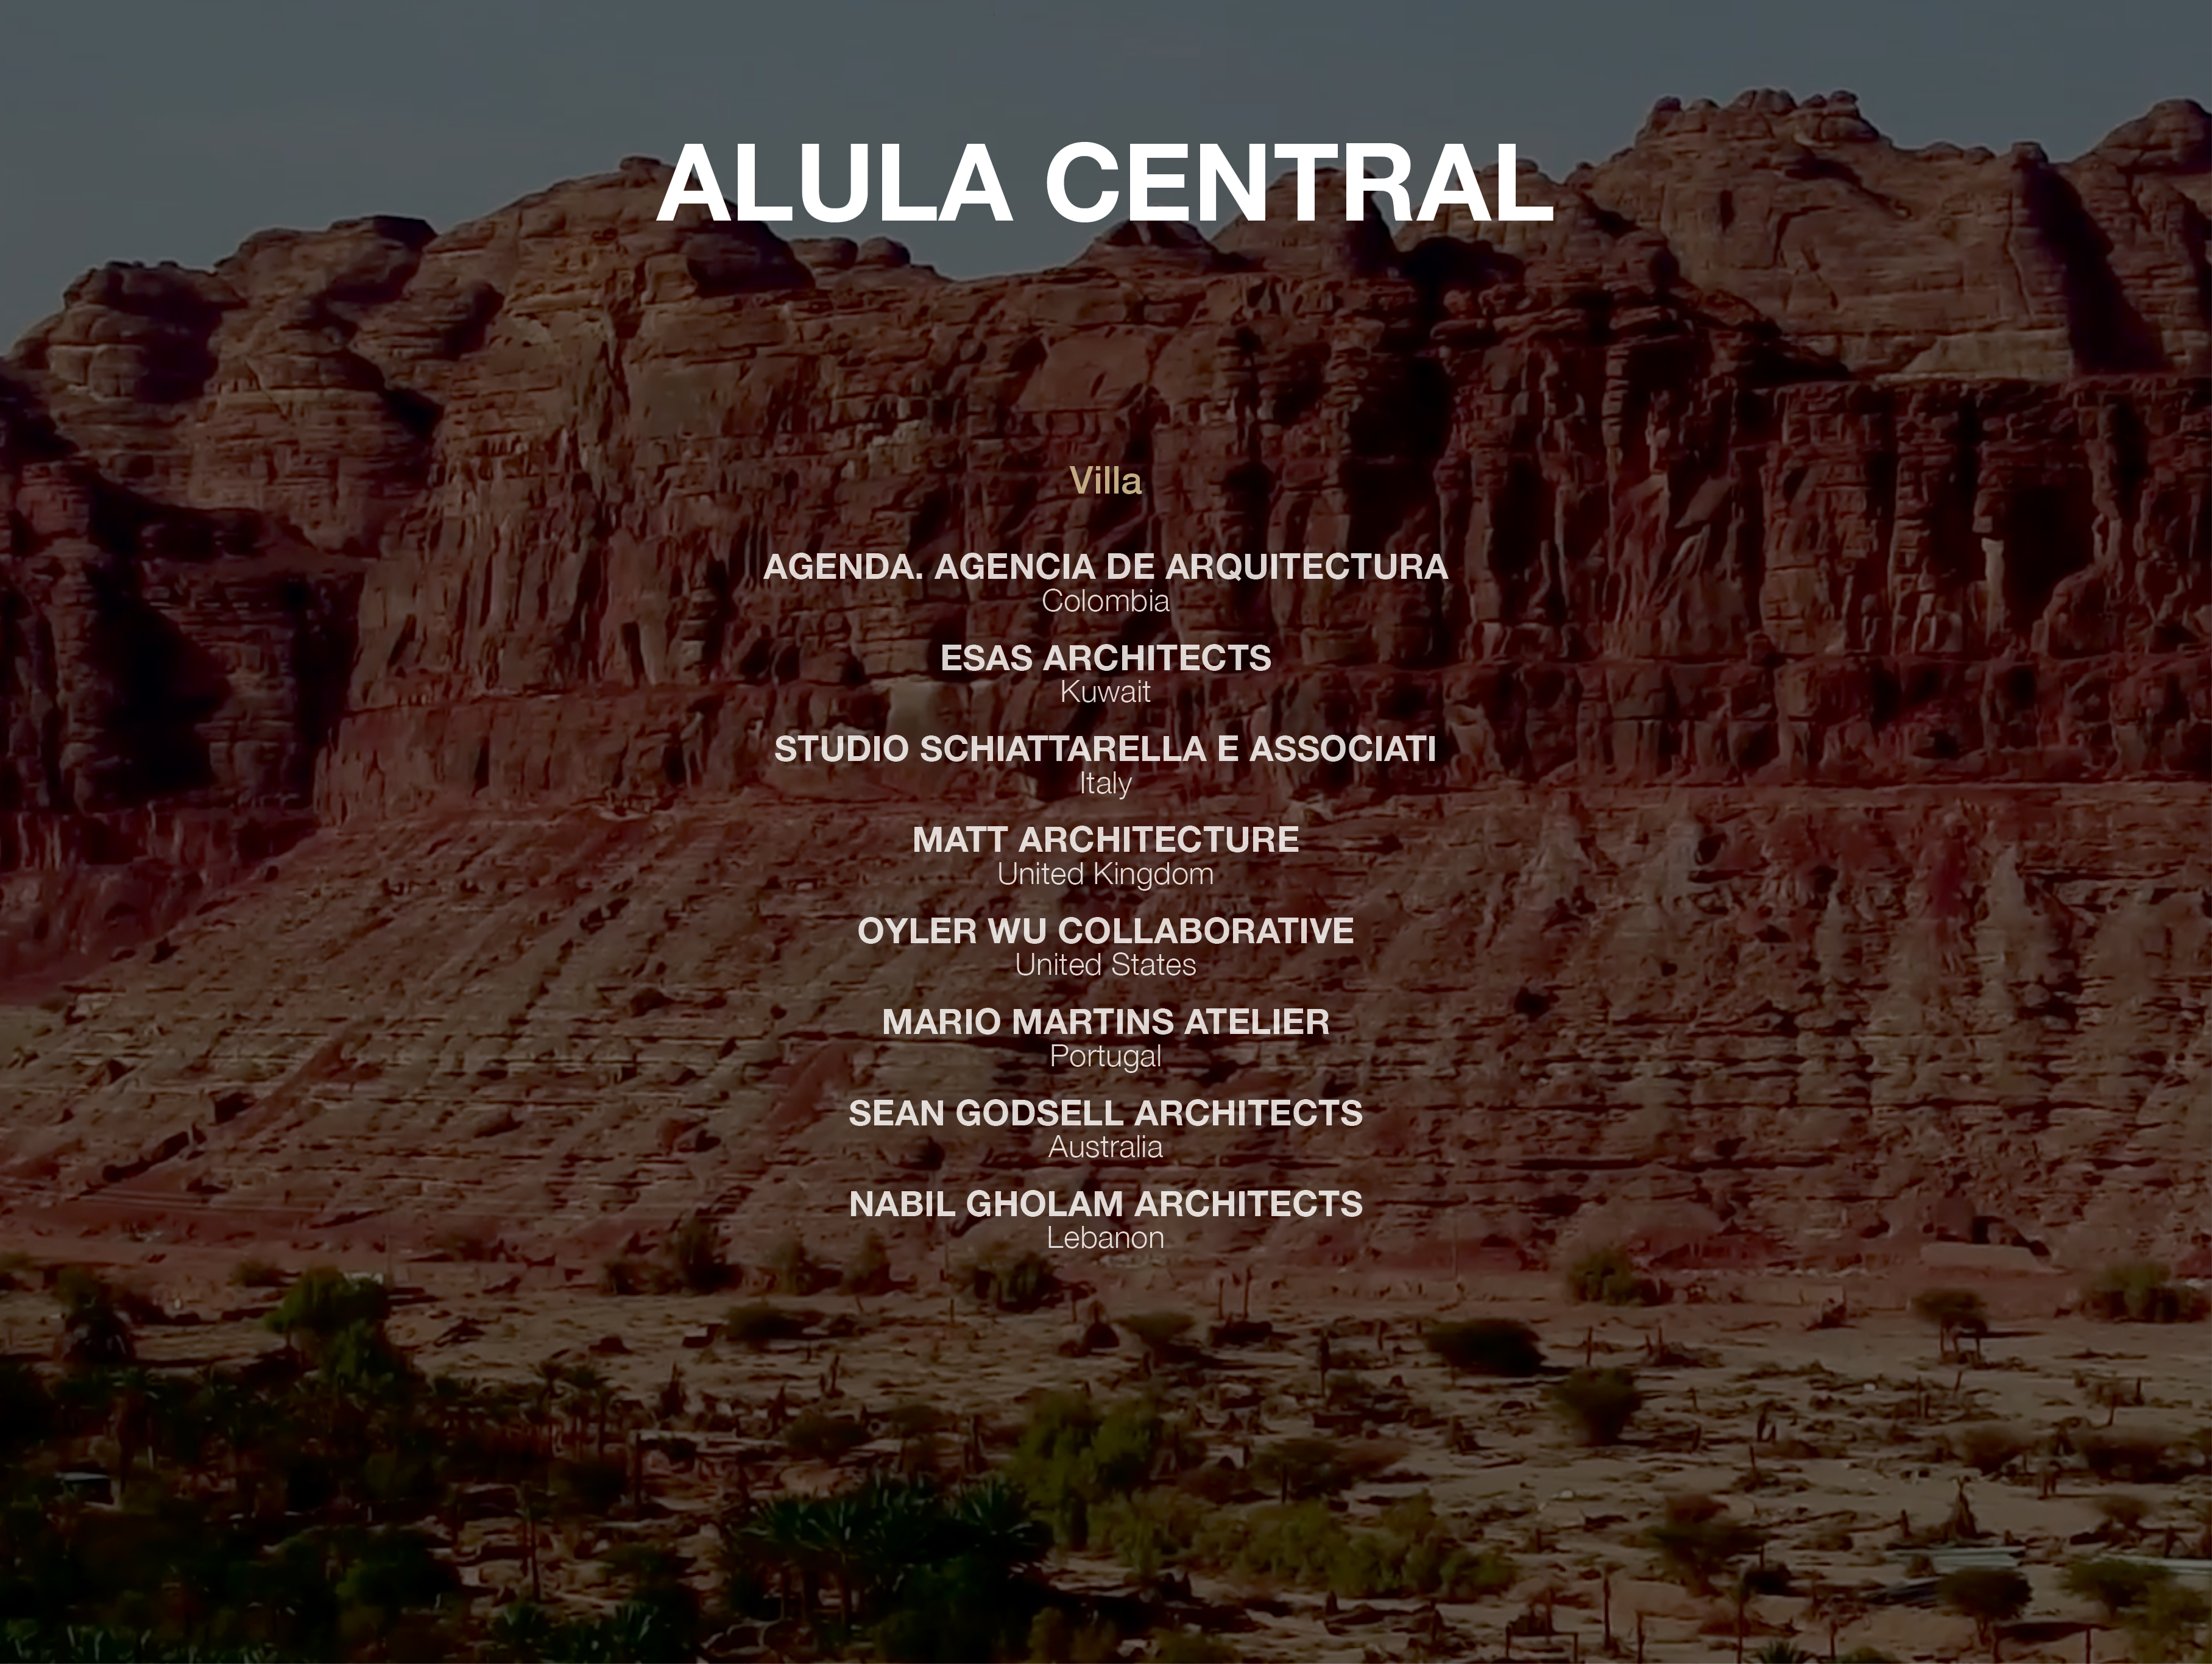 ALULA CENTRAL
Villa
AGENDA. AGENCIA DE ARQUITECTURA
Colombia
ESAS ARCHITECTS
Kuwait
STUDIO SCHIATTARELLA E ASSOCIATI
Italy
MATT ARCHITECTURE
United Kingdom
OYLER WU COLLABORATIVE
United States
MARIO MARTINS ATELIER
Portugal
SEAN GODSELL ARCHITECTS
Australia
NABIL GHOLAM ARCHITECTS
Lebanon